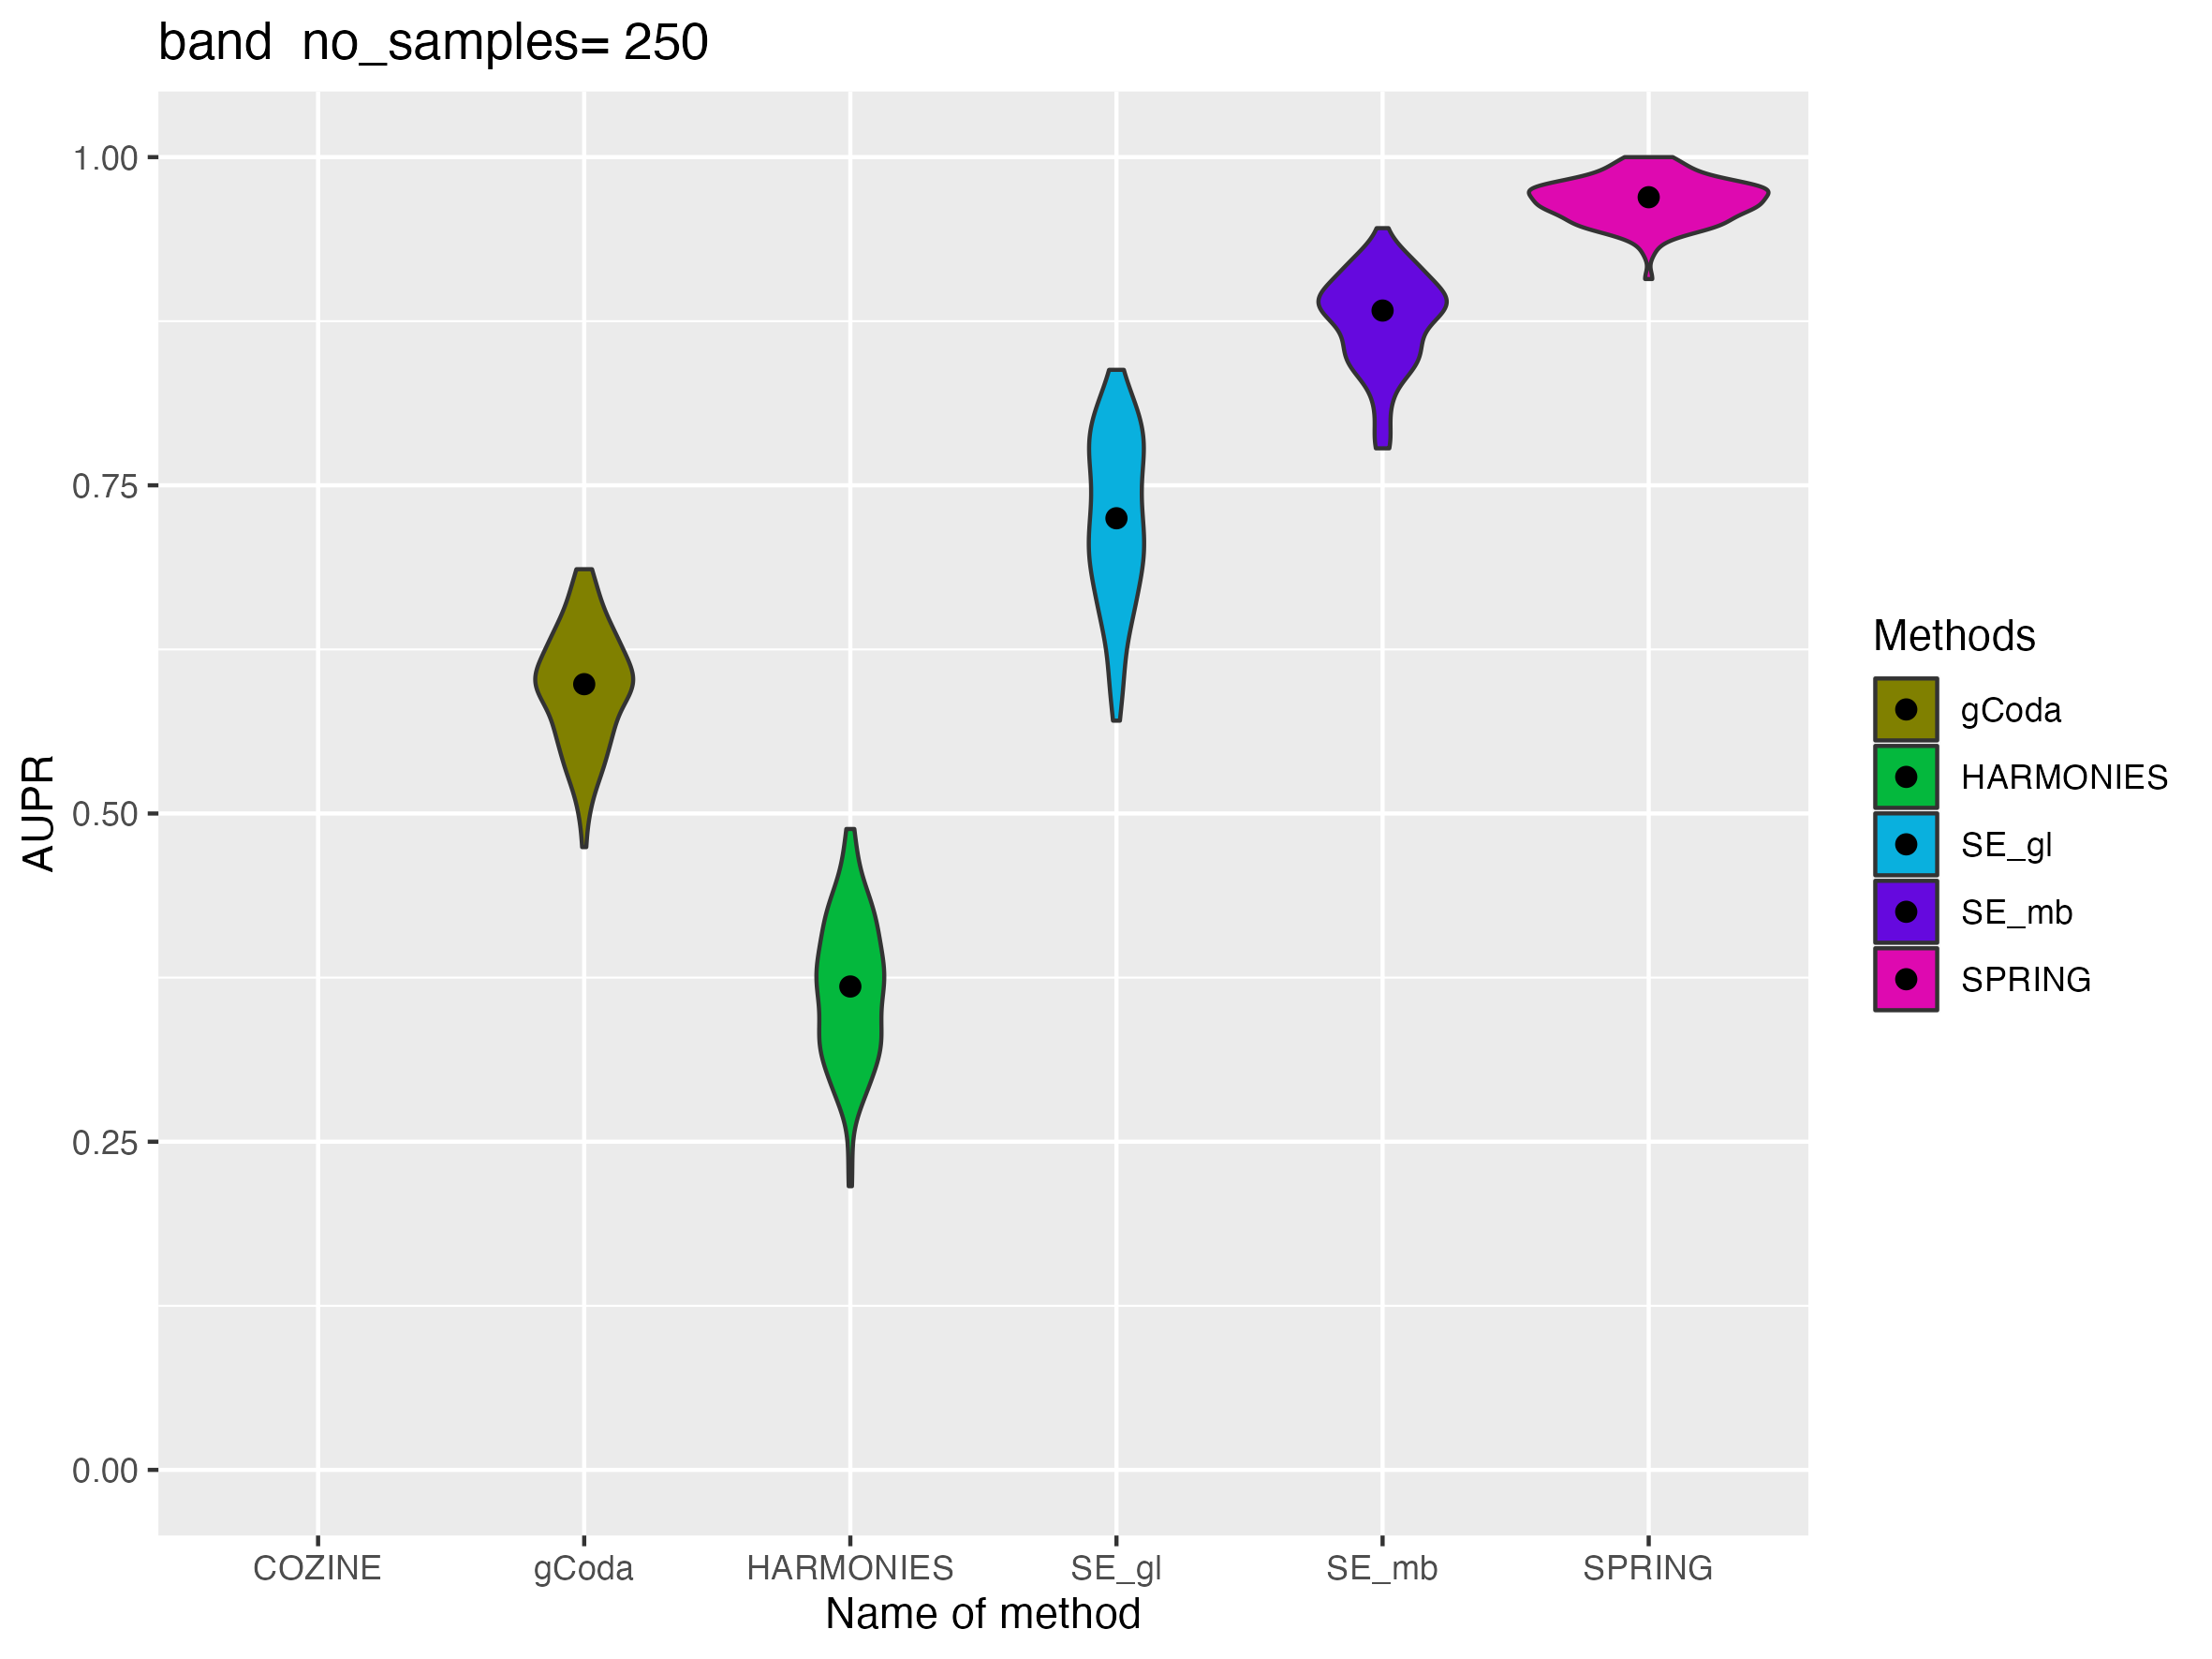 band  no_samples= 250
AUPR
1.00
0.75
0.50
0.25
0.00
COZINE
gCoda
HARMONIES
SE_gl
SE_mb
SPRING
Name of method
Methods
gCoda
HARMONIES
SE_gl
SE_mb
SPRING